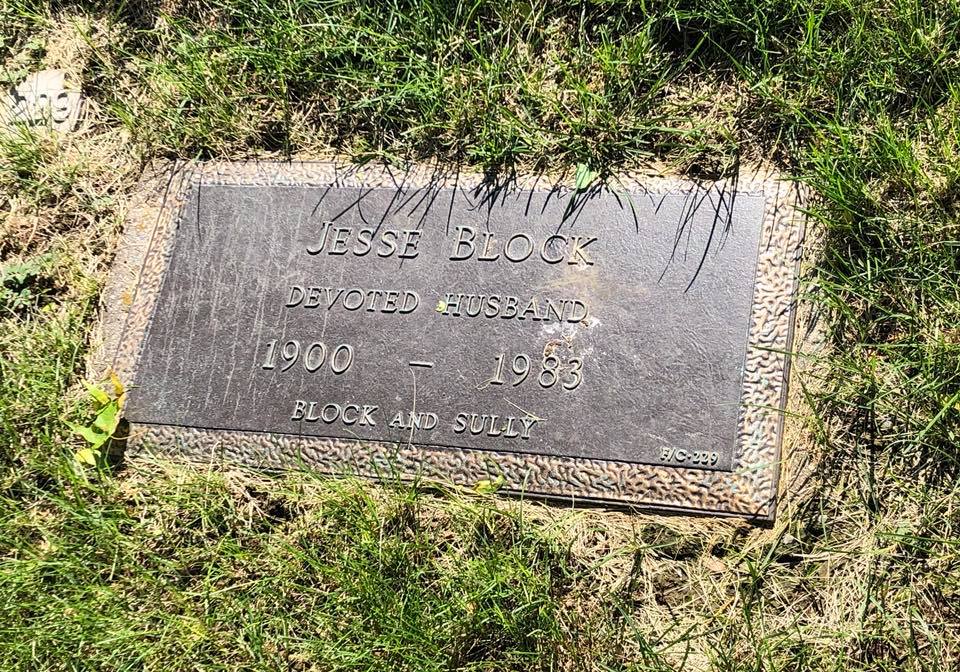 JESSE BLOCK
DEVOTED HUSBAND
1900 – 1983
BLOCK AND SULLY
F/C-229